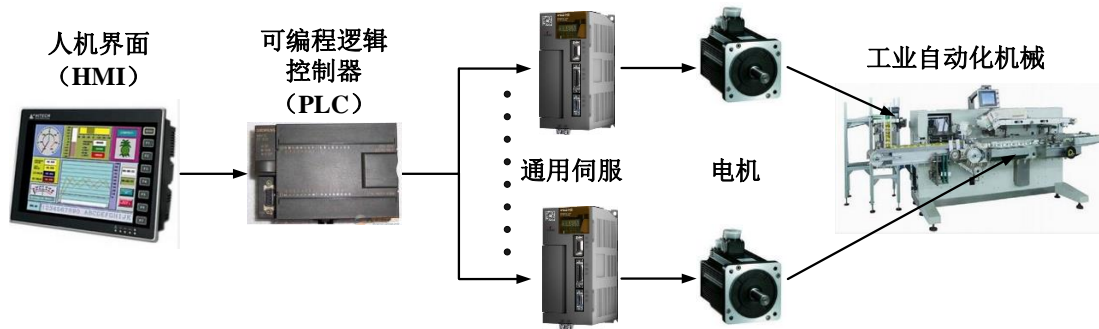 人机界面
（HMI）
可编程逻辑
控制器
（PLC）
通用伺服
电机
工业自动化机械